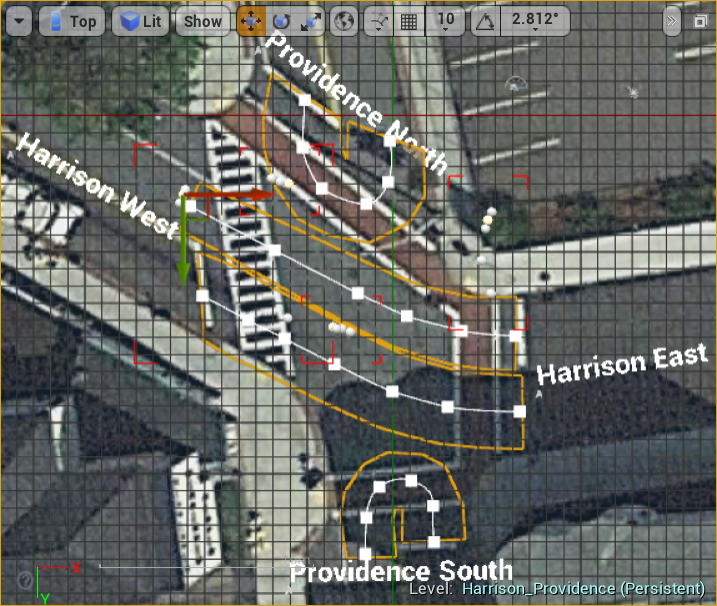 Top Lit Show 10 2.812° »
Providence North
A
Harrison West
A
Harrison East
A
Providence South
A
X
Y
?
Level: Harrison_Providence (Persistent)